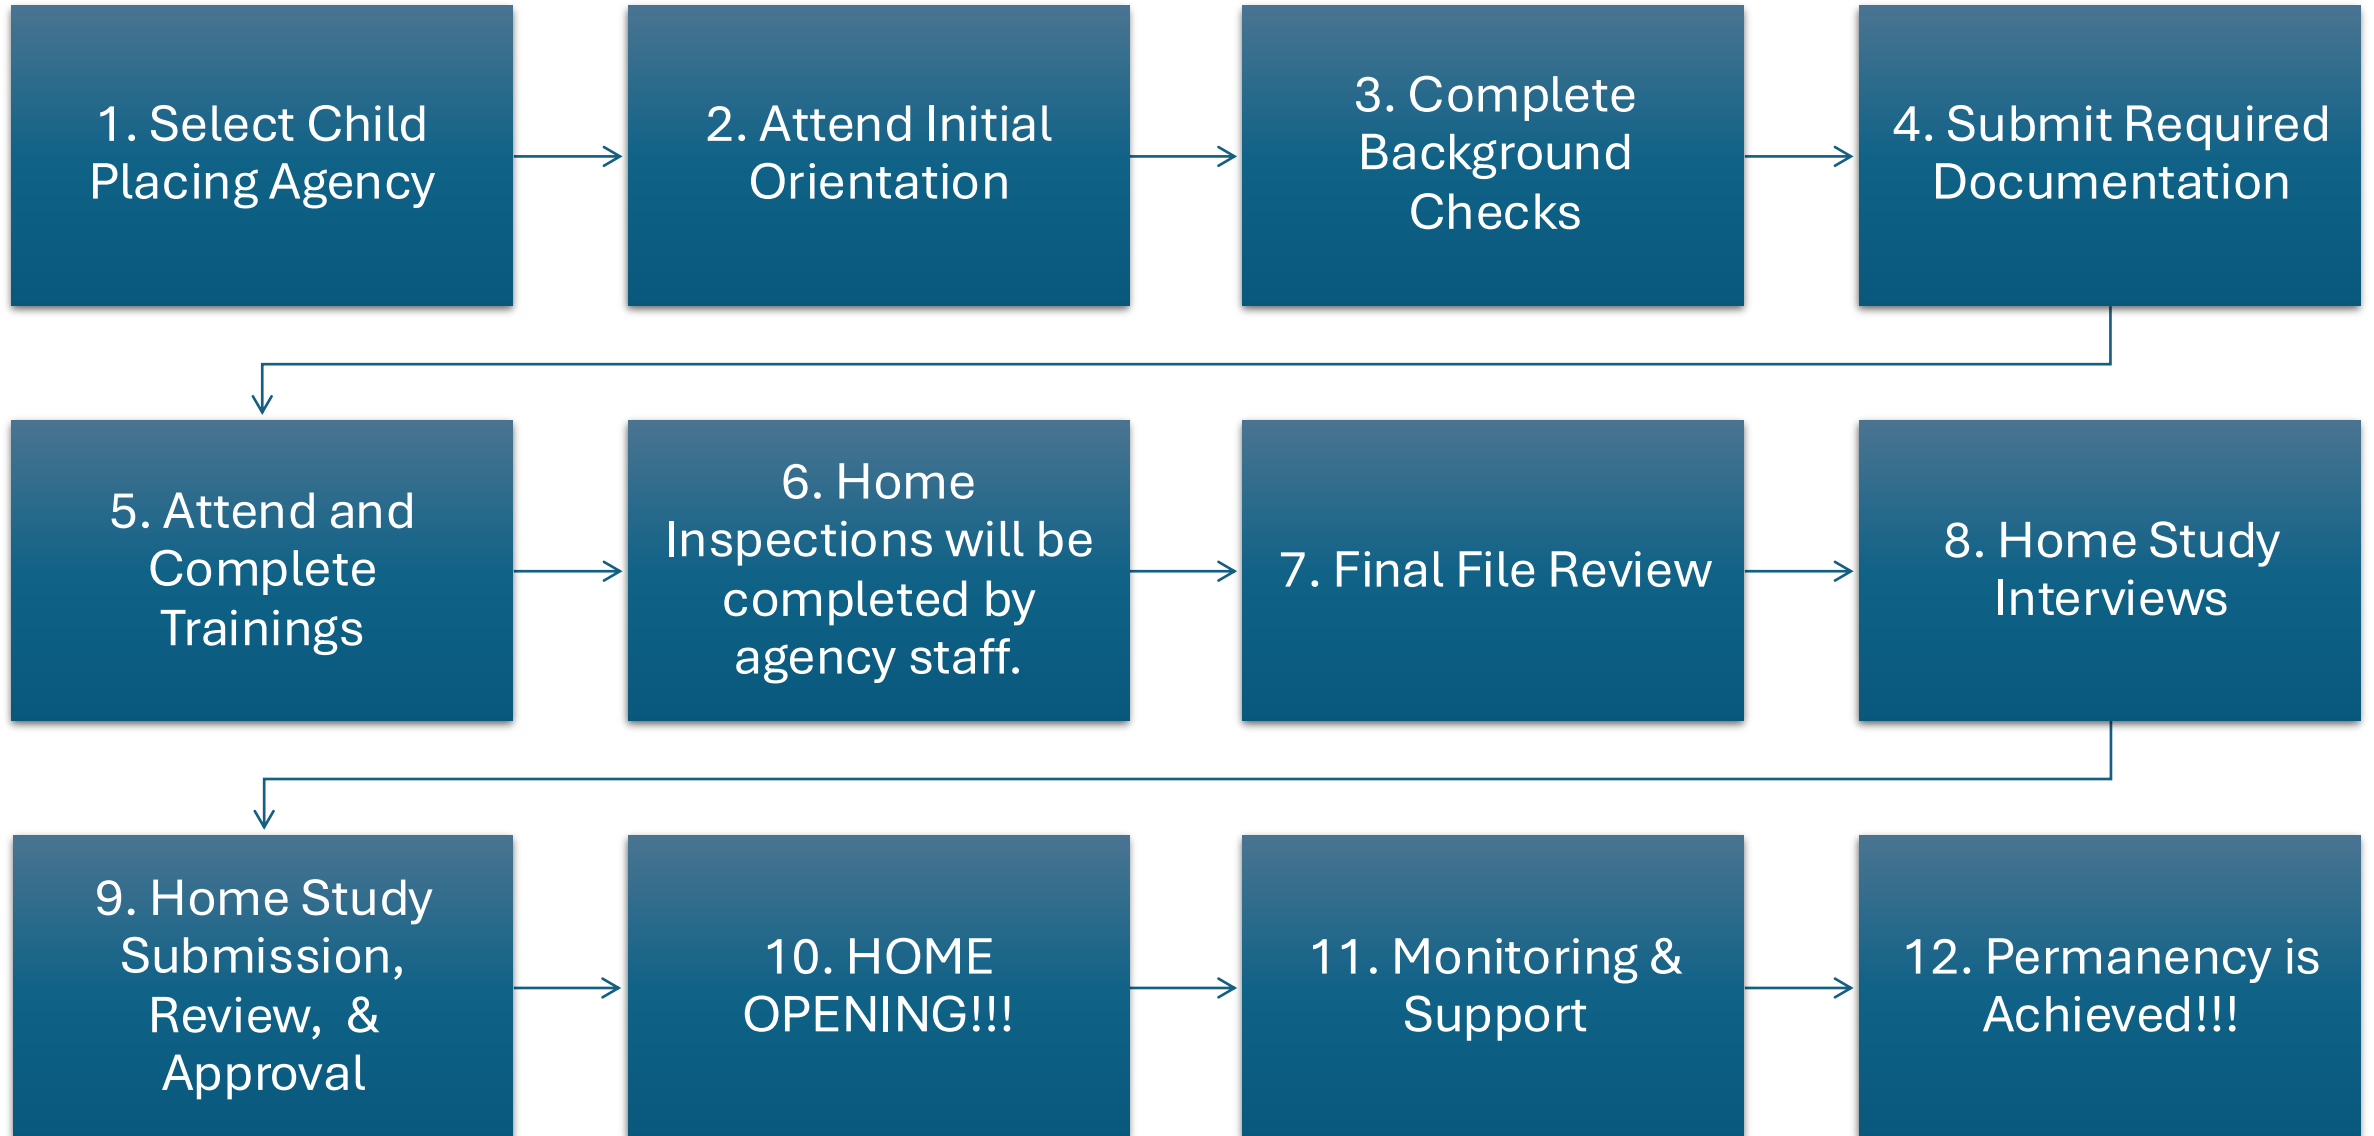 1. Select Child
Placing Agency
2. Attend Initial
Orientation
3. Complete
Background
Checks
4. Submit Required
Documentation
5. Attend and
Complete
Trainings
6. Home
Inspections will be
completed by
agency staff.
7. Final File Review
8. Home Study
Interviews
9. Home Study
Submission,
Review, &
Approval
10. HOME
OPENING!!!
11. Monitoring &
Support
12. Permanency is
Achieved!!!